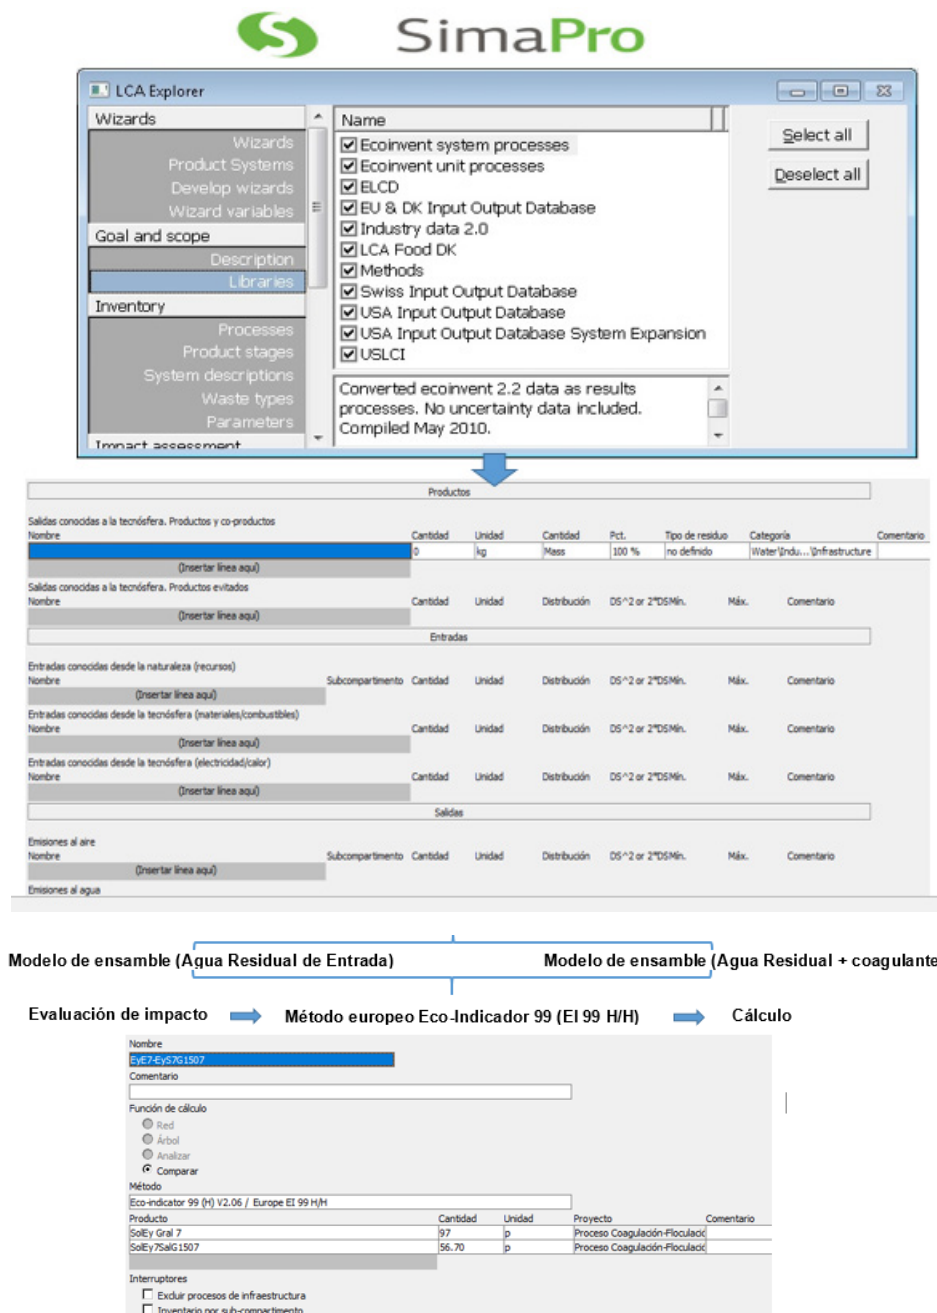 SimaPro
LCA Explorer
Wizards
Wizards
Product Systems
Develop wizards
Wizard variables
Goal and scope
Description
Libraries
Inventory
Processes
Product stages
System descriptions
Waste types
Parameters
Impact assessment
Name
Ecoinvent system processes
Ecoinvent unit processes
ELCD
EU & DK Input Output Database
Industry data 2.0
LCA Food DK
Methods
Swiss Input Output Database
USA Input Output Database
USA Input Output Database System Expansion
USLCI
Converted ecoinvent 2.2 data as results
processes. No uncertainty data included.
Compiled May 2010.
Select all
Deselect all
Productos
Salidas conocidas a la tecnósfera. Productos y co-productos
Nombre Cantidad Unidad Cantidad Pct. Tipo de residuo Categoría Comentario
0 kg Mass 100 % no definido Water\Indu...\Infrastructure
(Insertar línea aquí)
Salidas conocidas a la tecnósfera. Productos evitados
Nombre Cantidad Unidad Distribución DS^2 or 2*DSMín. Máx. Comentario
(Insertar línea aquí)
Entradas
Entradas conocidas desde la naturaleza (recursos)
Nombre Subcompartimento Cantidad Unidad Distribución DS^2 or 2*DSMín. Máx. Comentario
(Insertar línea aquí)
Entradas conocidas desde la tecnósfera (materiales/combustibles)
Nombre Cantidad Unidad Distribución DS^2 or 2*DSMín. Máx. Comentario
(Insertar línea aquí)
Entradas conocidas desde la tecnósfera (electricidad/calor)
Nombre Cantidad Unidad Distribución DS^2 or 2*DSMín. Máx. Comentario
(Insertar línea aquí)
Salidas
Emisiones al aire
Nombre Subcompartimento Cantidad Unidad Distribución DS^2 or 2*DSMín. Máx. Comentario
(Insertar línea aquí)
Emisiones al agua
Modelo de ensamble (Agua Residual de Entrada) Modelo de ensamble (Agua Residual + coagulante
Evaluación de impacto Método europeo Eco-Indicador 99 (EI 99 H/H) Cálculo
Nombre
EyE7-EyS7G1507
Comentario
Función de cálculo
Red
Árbol
Analizar
Comparar
Método
Eco-indicator 99 (H) V2.06 / Europe EI 99 H/H
Producto Cantidad Unidad Proyecto Comentario
SolEy Gral 7 97 p Proceso Coagulación-Floculació
SolEy7SalG1507 56.70 p Proceso Coagulación-Floculació
Interruptores
Excluir procesos de infraestructura
Inventario por sub-compartimento